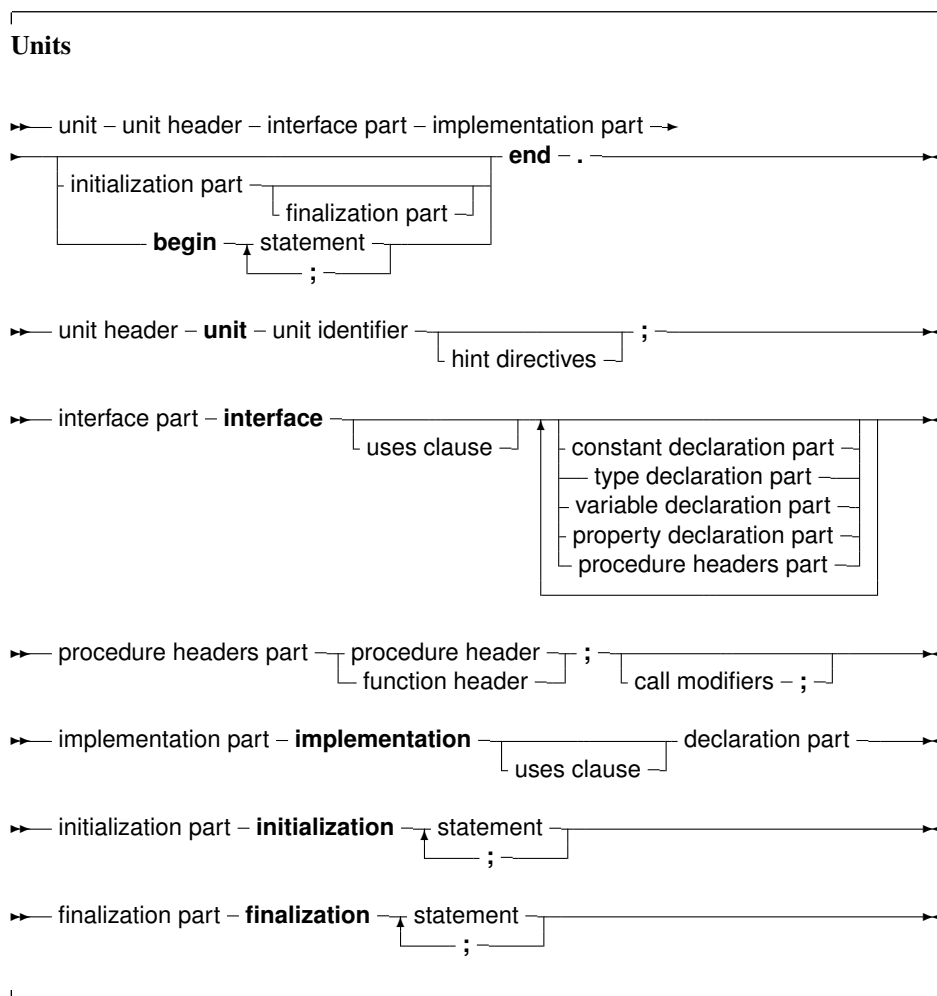 Units
unit – unit header – interface part – implementation part
end – .
initialization part
finalization part
begin statement
;
unit header – unit – unit identifier ;
hint directives
interface part – interface
uses clause constant declaration part
type declaration part
variable declaration part
property declaration part
procedure headers part
procedure headers part procedure header ;
function header call modifiers – ;
implementation part – implementation declaration part
uses clause
initialization part – initialization statement
;
finalization part – finalization statement
;